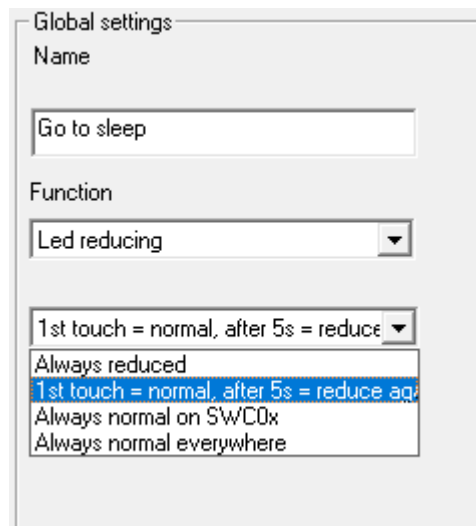 Global settings
Name
Go to sleep
Function
Led reducing
1st touch = normal, after 5s = reduce
Always reduced
1st touch = normal, after 5s = reduce aga
Always normal on SWC0x
Always normal everywhere